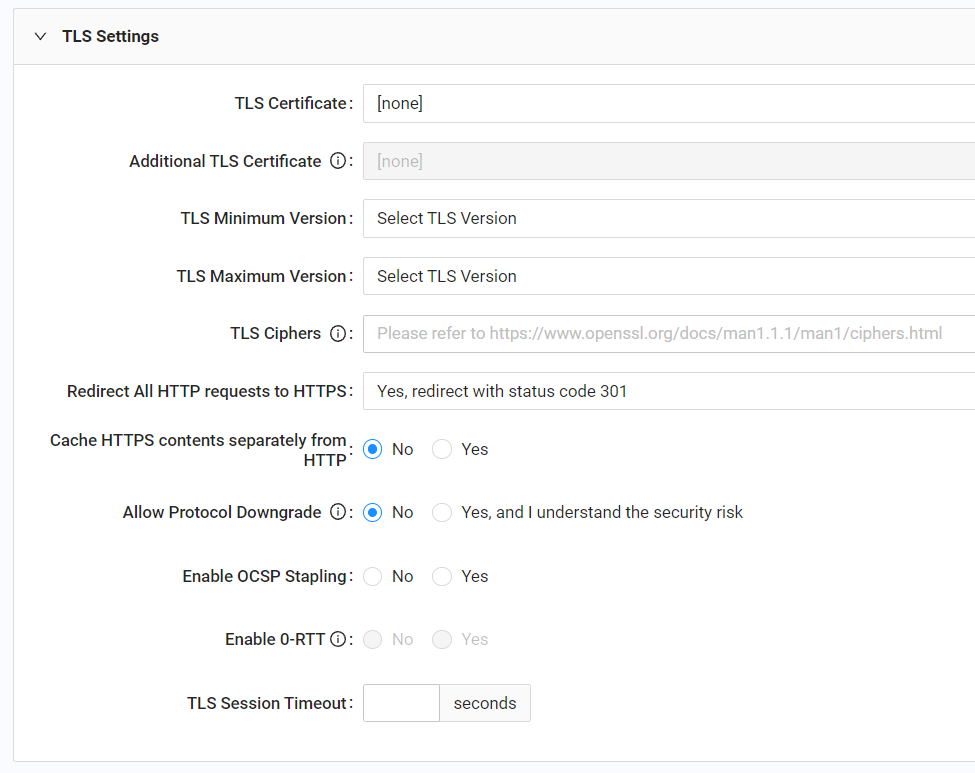 TLS Settings
TLS Certificate: [none]
Additional TLS Certificate : [none]
TLS Minimum Version: Select TLS Version
TLS Maximum Version: Select TLS Version
TLS Ciphers : Please refer to https://www.openssl.org/docs/man1.1.1/man1/ciphers.html
Redirect All HTTP requests to HTTPS: Yes, redirect with status code 301
Cache HTTPS contents separately from
HTTP: No Yes
Allow Protocol Downgrade : No Yes, and I understand the security risk
Enable OCSP Stapling: No Yes
Enable 0-RTT : No Yes
TLS Session Timeout: seconds